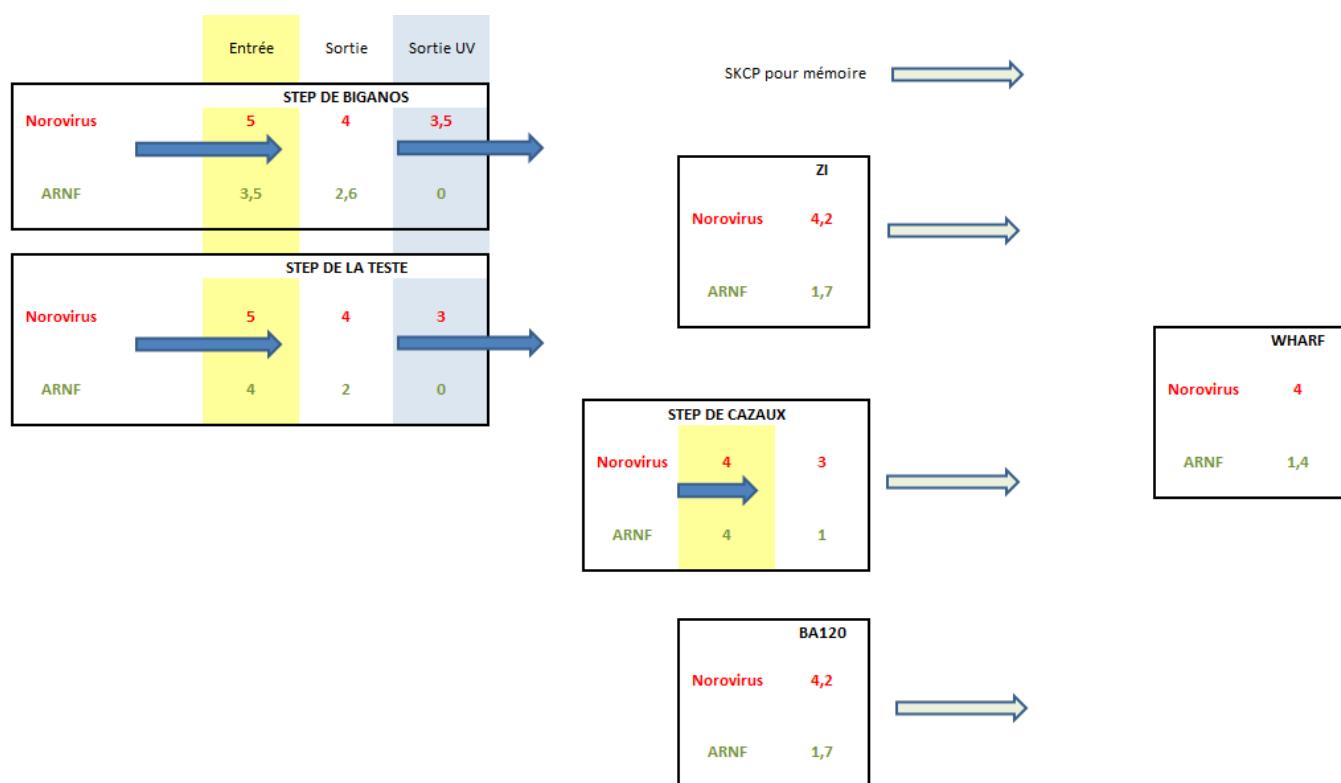 Entrée Sortie Sortie UV
SKCP pour mémoire
STEP DE BIGANOS
Norovirus 5 4 3,5
ARNF 3,5 2,6 0
ZI
Norovirus 4,2
ARNF 1,7
STEP DE LA TESTE
Norovirus 5 4 3
ARNF 4 2 0
WHARF
Norovirus 4
ARNF 1,4
STEP DE CAZAUX
Norovirus 4 3
ARNF 4 1
BA120
Norovirus 4,2
ARNF 1,7